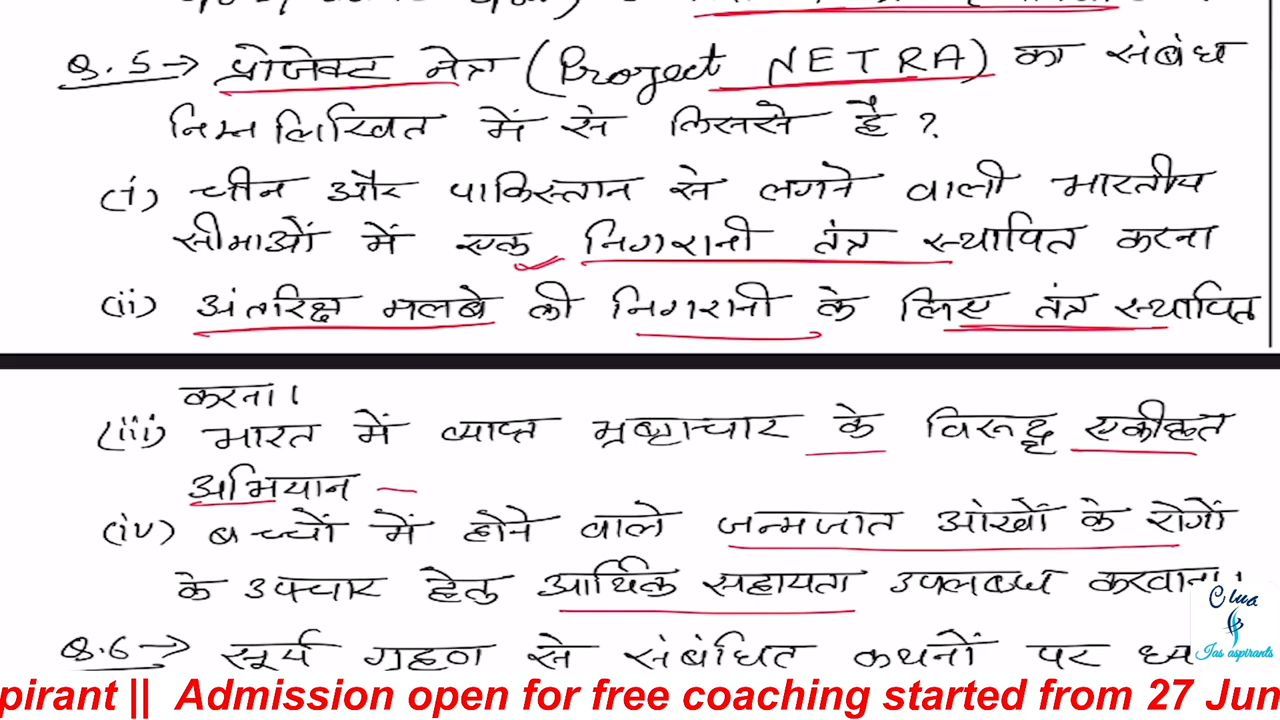 Q.5→ प्रोजेक्ट नेत्रा (Project NETRA) का संबंध
निम्नलिखित में से किससे है ?
(i) चीन और पाकिस्तान से लगने वाली भारतीय
सीमाओं में एक निगरानी तंत्र स्थापित करना
(ii) अंतरिक्ष मलबे की निगरानी के लिए तंत्र स्थापित
करना।
(iii) भारत में व्याप्त भ्रष्टाचार के विरूद्ध एकीकृत
अभियान
(iv) बच्चों में होने वाले जन्मजात आंखों के रोगों
के उपचार हेतु आर्थिक सहायता उपलब्ध करवाना।
Clua
Ias aspirants
Q.6→ सूर्य ग्रहण से संबंधित कथनों पर ध्य
pirant || Admission open for free coaching started from 27 Jun